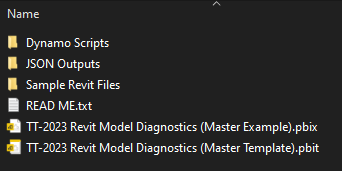 Name
Dynamo Scripts
JSON Outputs
Sample Revit Files
READ ME.txt
TT-2023 Revit Model Diagnostics (Master Example).pbix
TT-2023 Revit Model Diagnostics (Master Template).pbit